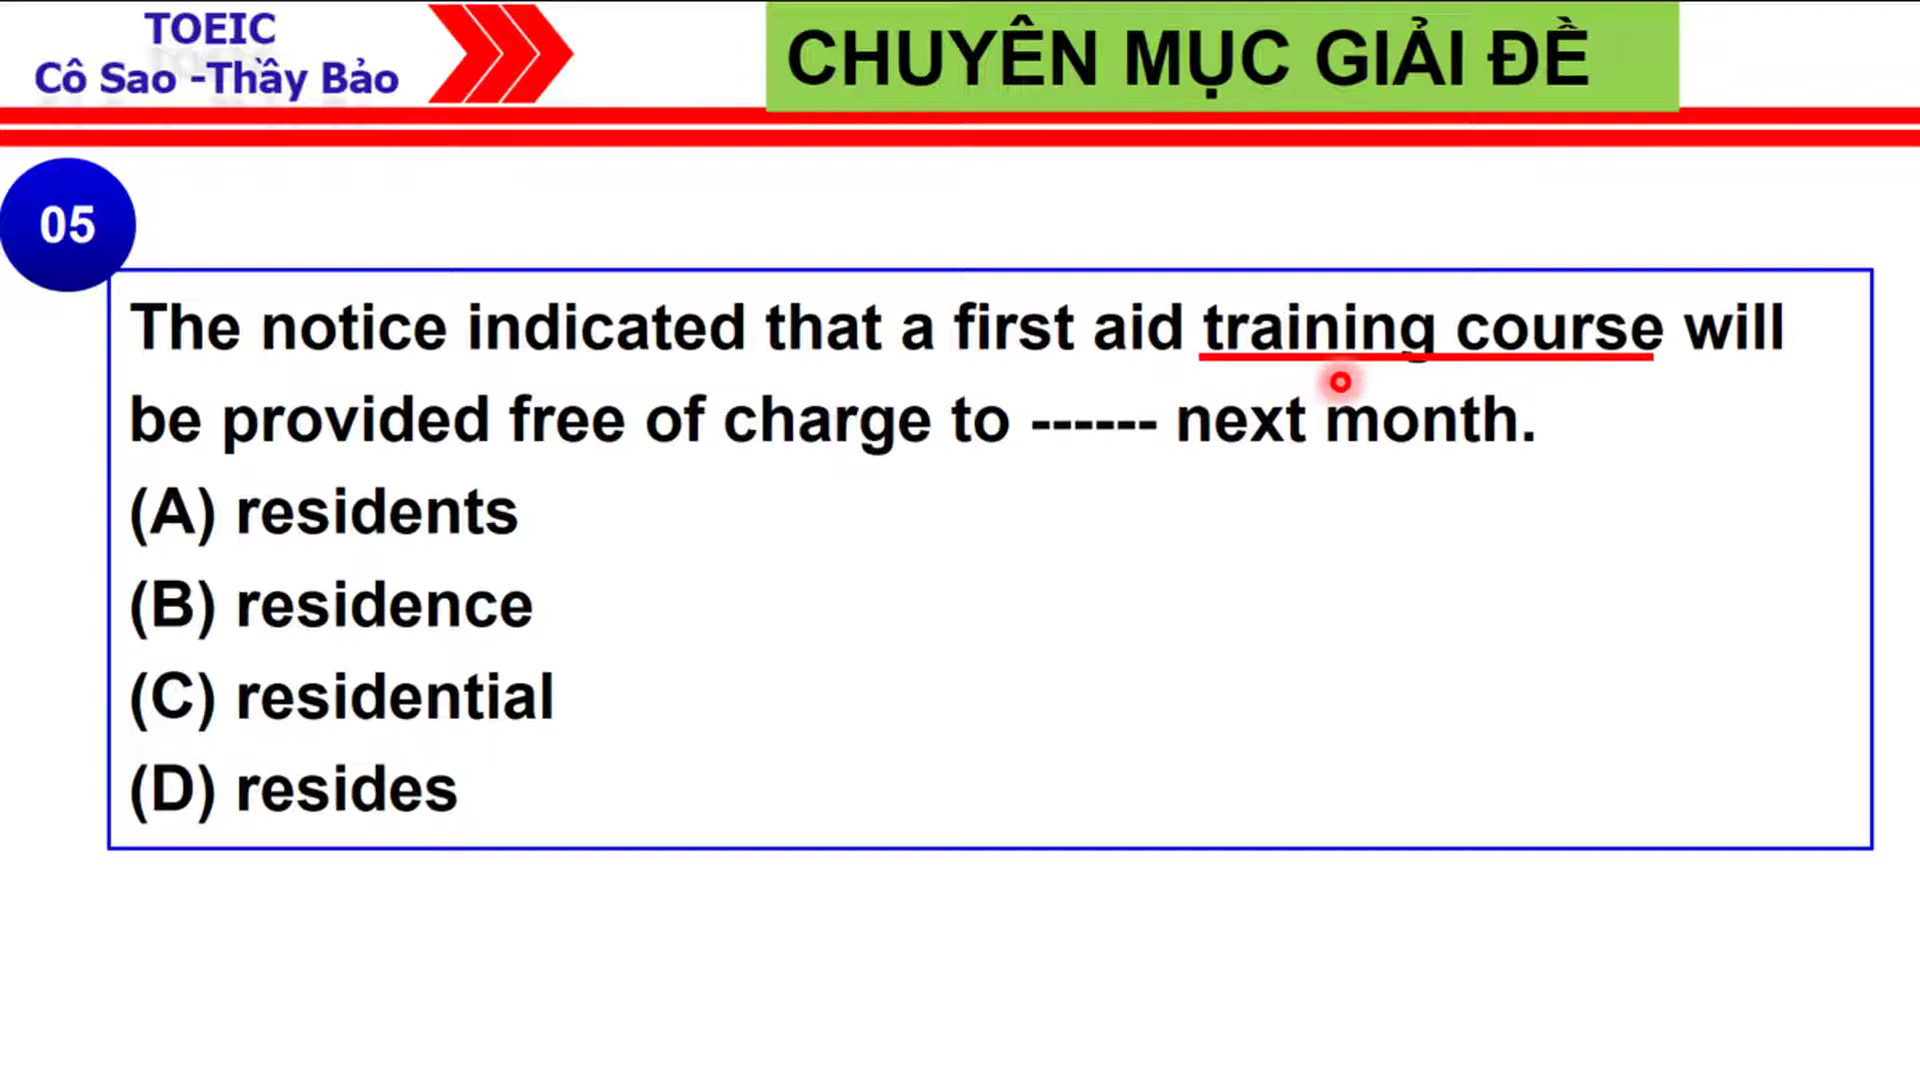 TOEIC
Cô Sao -Thầy Bảo
CHUYÊN MỤC GIẢI ĐỀ
05
The notice indicated that a first aid training course will
be provided free of charge to ------ next month.
(A) residents
(B) residence
(C) residential
(D) resides